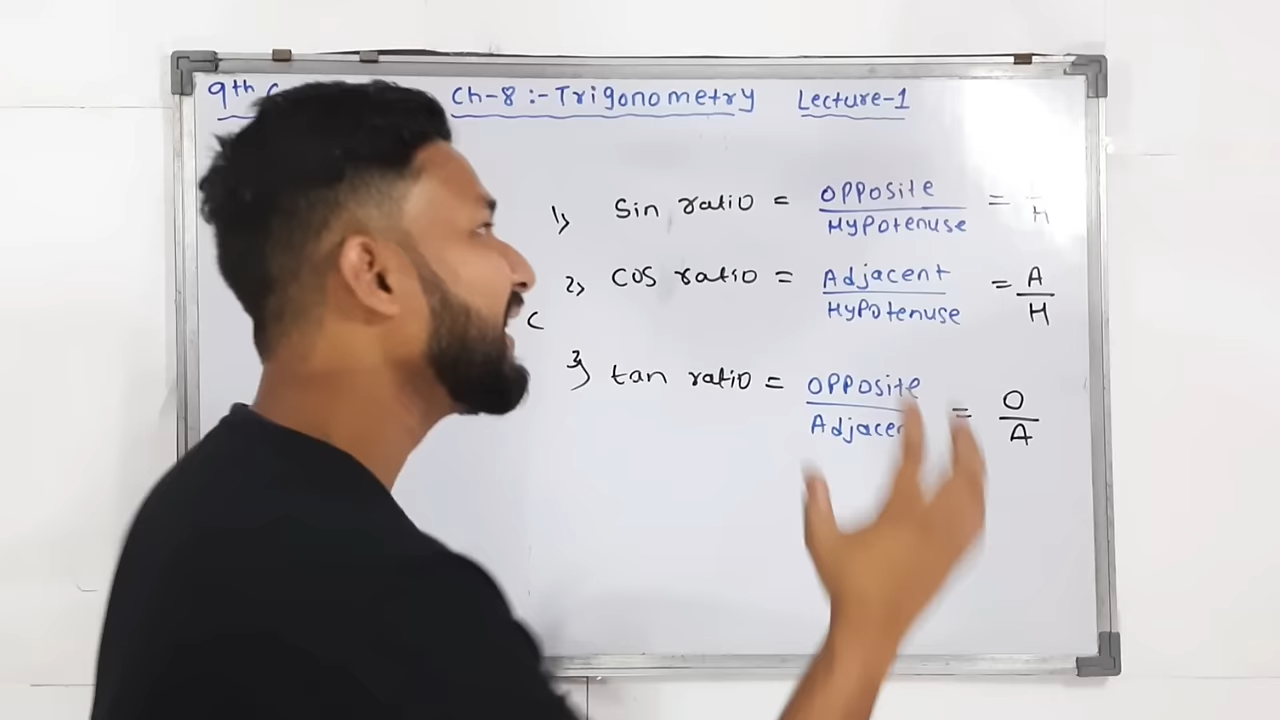 9th Ch-8 :- Trigonometry Lecture-1
1) Sin ratio = Opposite / Hypotenuse = / H
2) Cos ratio = Adjacent / Hypotenuse = A / H
C
3) tan ratio = Opposite / = O / A